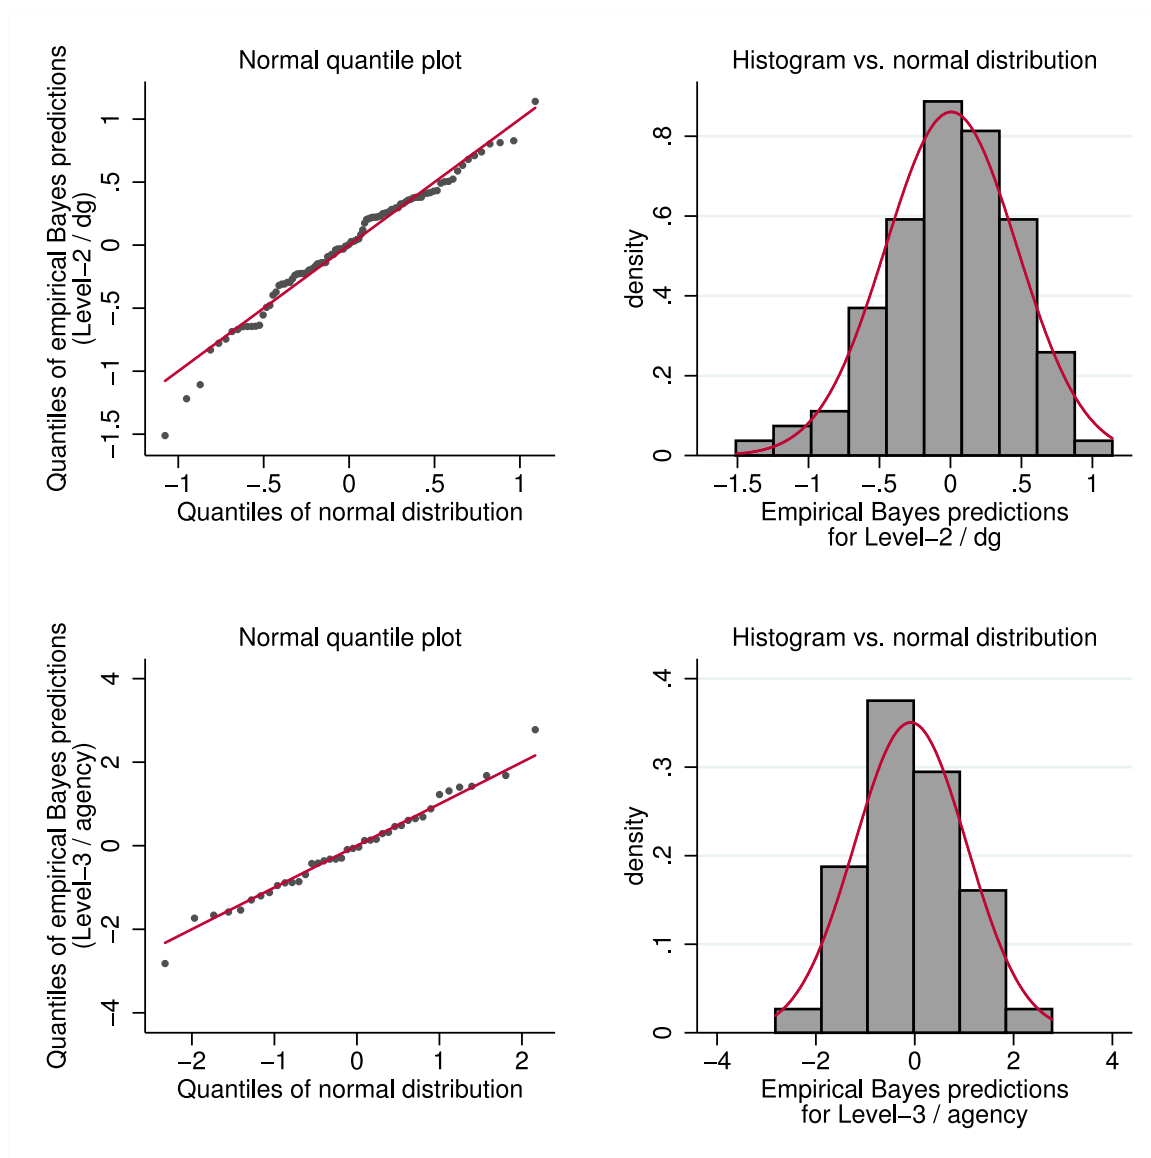 Normal quantile plot
Quantiles of empirical Bayes predictions
(Level−2 / dg)
1
.5
0
−.5
−1
−1.5
−1 −.5 0 .5 1
Quantiles of normal distribution
Histogram vs. normal distribution
density
.8
.6
.4
.2
0
−1.5 −1 −.5 0 .5 1
Empirical Bayes predictions
for Level−2 / dg
Normal quantile plot
Quantiles of empirical Bayes predictions
(Level−3 / agency)
4
2
0
−2
−4
−2 −1 0 1 2
Quantiles of normal distribution
Histogram vs. normal distribution
density
.4
.3
.2
.1
0
−4 −2 0 2 4
Empirical Bayes predictions
for Level−3 / agency